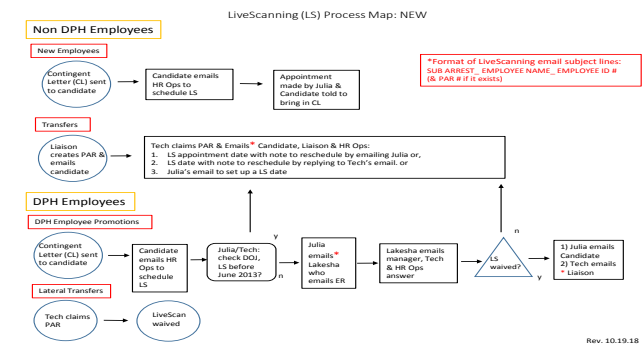 LiveScanning (LS) Process Map: NEW
Non DPH Employees
New Employees
Contingent
Letter (CL) sent
to candidate
Candidate emails
HR Ops to
schedule LS
Appointment
made by Julia &
Candidate told to
bring in CL
*Format of LiveScanning email subject lines:
SUB ARREST_ EMPLOYEE NAME_ EMPLOYEE ID #
(& PAR # if it exists)
Transfers
Liaison
creates PAR &
emails
candidate
Tech claims PAR & Emails* Candidate, Liaison & HR Ops:
1. LS appointment date with note to reschedule by emailing Julia or,
2. LS date with note to reschedule by replying to Tech's email. or
3. Julia's email to set up a LS date
DPH Employees
DPH Employee Promotions
Contingent
Letter (CL) sent
to candidate
Candidate
emails HR
Ops to
schedule
LS
y
Julia/Tech:
check DOJ,
LS before
June 2013?
n
Julia
emails*
Lakesha
who
emails ER
Lakesha emails
manager, Tech
& HR Ops
answer
n
LS
waived?
y
1) Julia emails
Candidate
2) Tech emails
* Liaison
Lateral Transfers
Tech claims
PAR
LiveScan
waived
Rev. 10.19.18